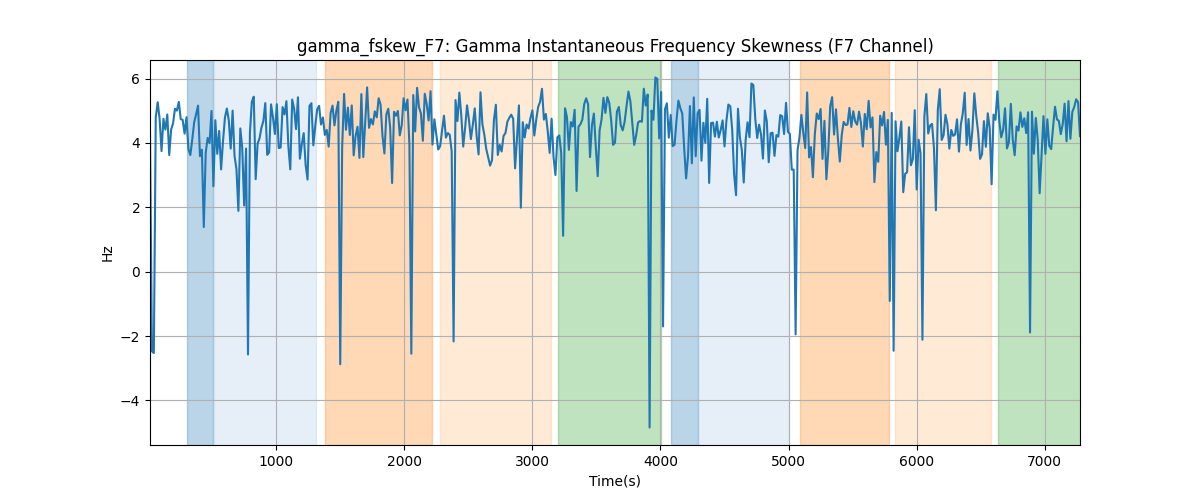 gamma_fskew_F7: Gamma Instantaneous Frequency Skewness (F7 Channel)
6
4
2
0
−2
−4
Hz
1000 2000 3000 4000 5000 6000 7000
Time(s)